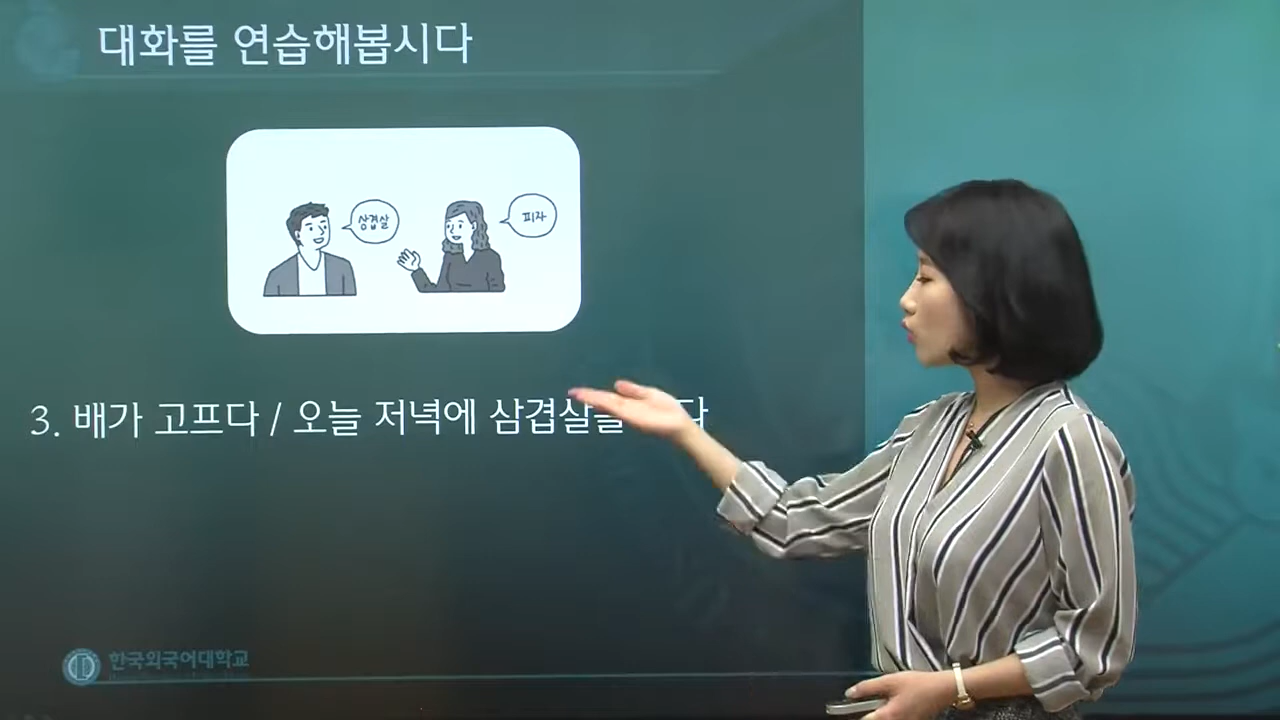 대화를 연습해봅시다
삼겹살
피자
3. 배가 고프다 / 오늘 저녁에 삼겹살을
한국외국어대학교